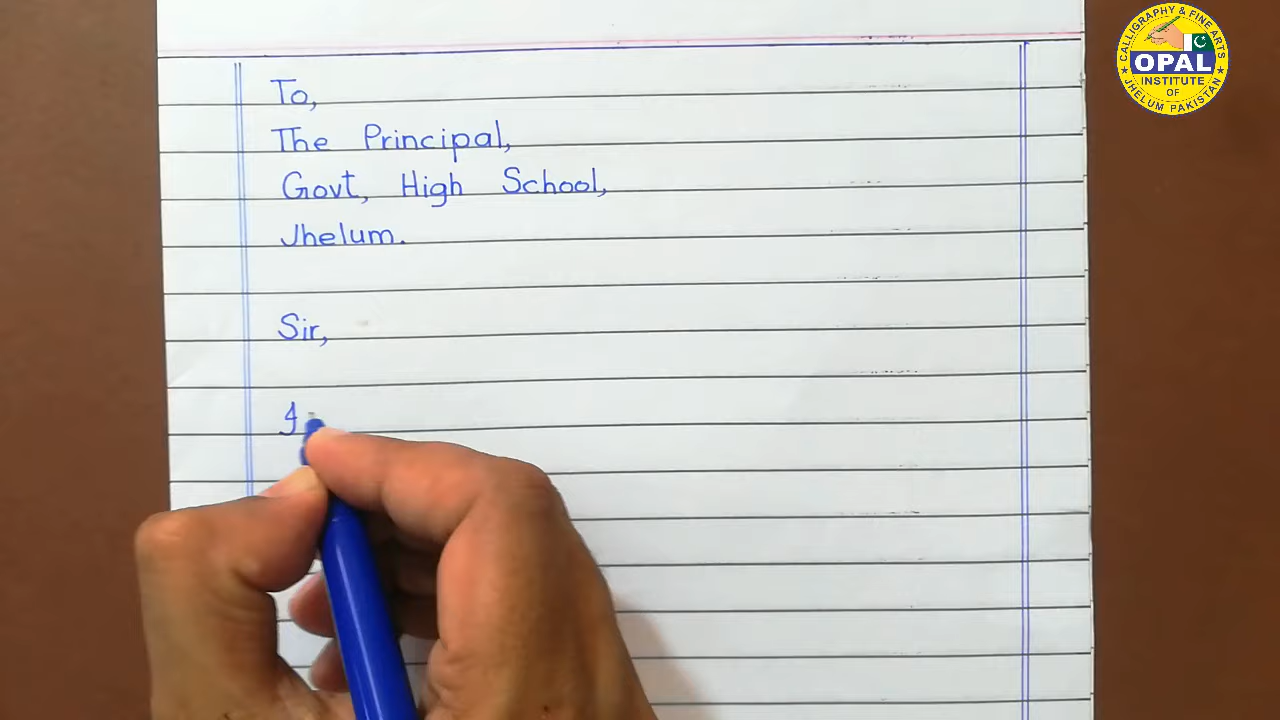 To,
The Principal,
Govt, High School,
Jhelum.
Sir,
I
CALLIGRAPHY & FINE ARTS
OPAL
INSTITUTE
OF
JHELUM PAKISTAN